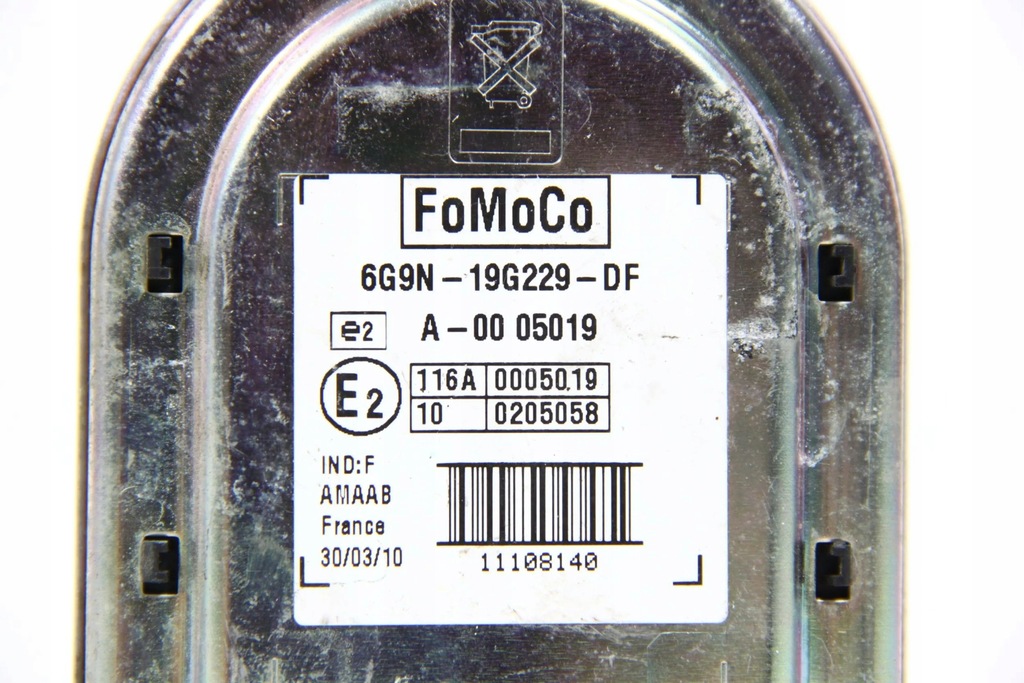 FoMoCo
6G9N-19G229-DF
e2 A-00 05019
E2 116A 0005019
10 0205058
IND:F
AMAAB
France
30/03/10
11108140